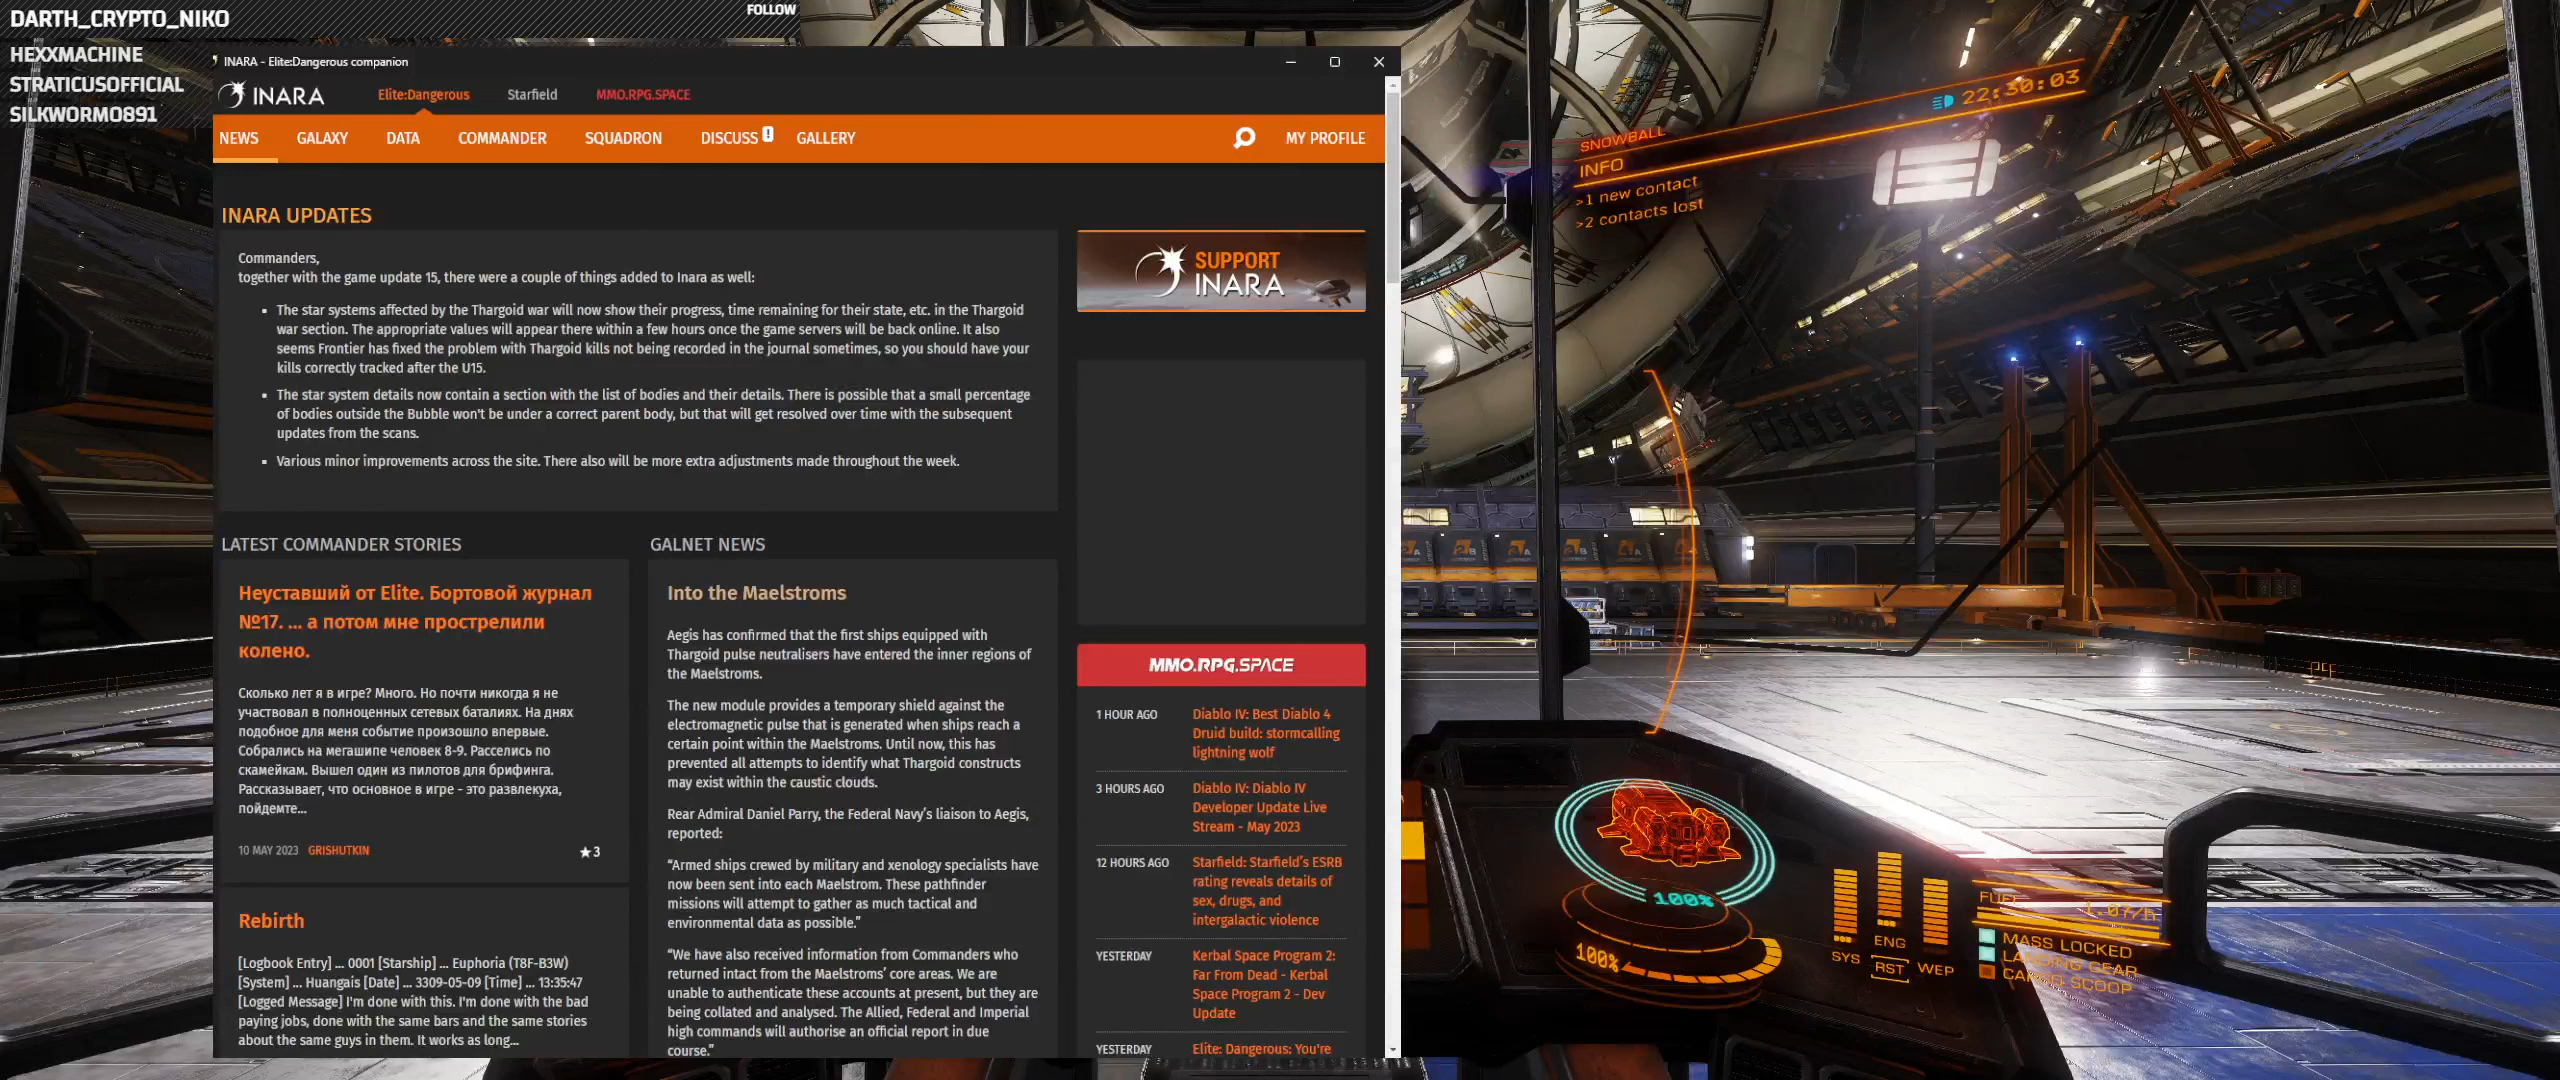 DARTH_CRYPTO_NIKO
FOLLOW
HEXXMACHINE
STRATICUSOFFICIAL
SILKWORM0891
INARA - Elite:Dangerous companion
INARA
Elite:Dangerous
Starfield
MMO.RPG.SPACE
NEWS
GALAXY
DATA
COMMANDER
SQUADRON
DISCUSS !
GALLERY
MY PROFILE
INARA UPDATES
Commanders,
together with the game update 15, there were a couple of things added to Inara as well:
The star systems affected by the Thargoid war will now show their progress, time remaining for their state, etc. in the Thargoid
war section. The appropriate values will appear there within a few hours once the game servers will be back online. It also
seems Frontier has fixed the problem with Thargoid kills not being recorded in the journal sometimes, so you should have your
kills correctly tracked after the U15.
The star system details now contain a section with the list of bodies and their details. There is possible that a small percentage
of bodies outside the Bubble won't be under a correct parent body, but that will get resolved over time with the subsequent
updates from the scans.
Various minor improvements across the site. There also will be more extra adjustments made throughout the week.
SUPPORT
INARA
LATEST COMMANDER STORIES
Неуставший от Elite. Бортовой журнал
№17. ... а потом мне прострелили
колено.
Сколько лет я в игре? Много. Но почти никогда я не
участвовал в полноценных сетевых баталиях. На днях
подобное для меня событие произошло впервые.
Собрались на мегашипе человек 8-9. Расселись по
скамейкам. Вышел один из пилотов для брифинга.
Рассказывает, что основное в игре - это развлекуха,
пойдемте...
10 MAY 2023 GRISHUTKIN
★3
Rebirth
[Logbook Entry] ... 0001 [Starship] ... Euphoria (T8F-B3W)
[System] ... Huangais [Date] ... 3309-05-09 [Time] ... 13:35:47
[Logged Message] I'm done with this. I'm done with the bad
paying jobs, done with the same bars and the same stories
about the same guys in them. It works as long...
GALNET NEWS
Into the Maelstroms
Aegis has confirmed that the first ships equipped with
Thargoid pulse neutralisers have entered the inner regions of
the Maelstroms.
The new module provides a temporary shield against the
electromagnetic pulse that is generated when ships reach a
certain point within the Maelstroms. Until now, this has
prevented all attempts to identify what Thargoid constructs
may exist within the caustic clouds.
Rear Admiral Daniel Parry, the Federal Navy's liaison to Aegis,
reported:
“Armed ships crewed by military and xenology specialists have
now been sent into each Maelstrom. These pathfinder
missions will attempt to gather as much tactical and
environmental data as possible.”
“We have also received information from Commanders who
returned intact from the Maelstroms’ core areas. We are
unable to authenticate these accounts at present, but they are
being collated and analysed. The Allied, Federal and Imperial
high commands will authorise an official report in due
course.”
MMO.RPG.SPACE
1 HOUR AGO
Diablo IV: Best Diablo 4
Druid build: stormcalling
lightning wolf
3 HOURS AGO
Diablo IV: Diablo IV
Developer Update Live
Stream - May 2023
12 HOURS AGO
Starfield: Starfield’s ESRB
rating reveals details of
sex, drugs, and
intergalactic violence
YESTERDAY
Kerbal Space Program 2:
Far From Dead - Kerbal
Space Program 2 - Dev
Update
YESTERDAY
Elite: Dangerous: You're
22:30:03
SNOWBALL
INFO
>1 new contact
>2 contacts lost
100%
100%
SYS
ENG
RST
WEP
FUEL
1.07/h
MASS LOCKED
LANDING GEAR
CARGO SCOOP